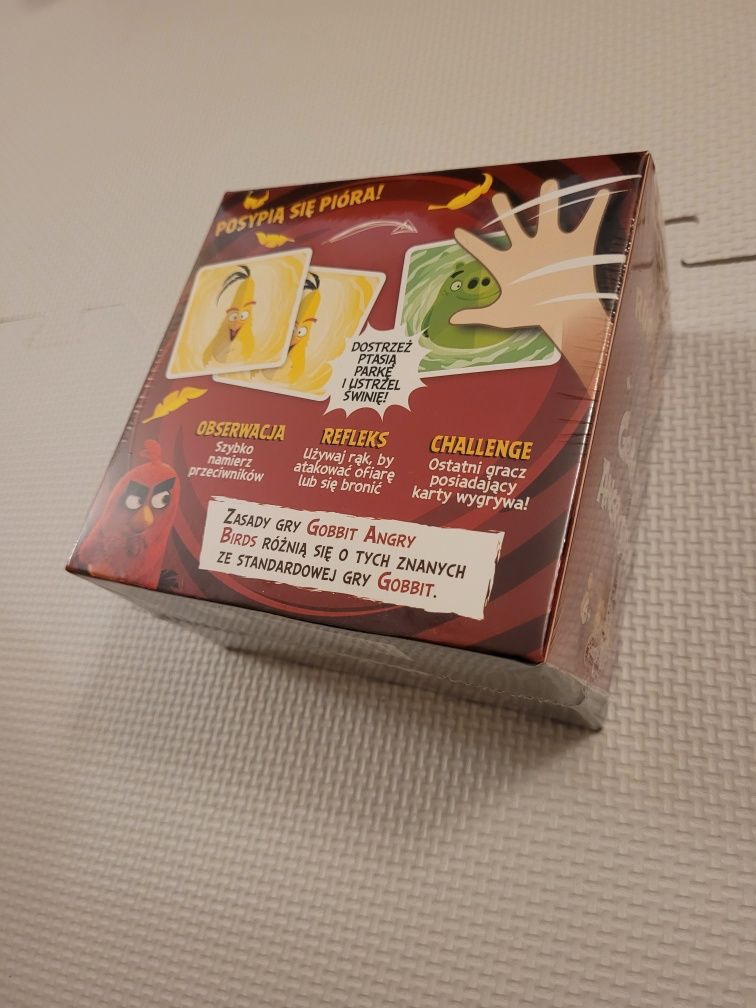 POSYPIĄ SIĘ PIÓRA!
DOSTRZEŻ
PTASIĄ
PARKĘ
I USTRZEL
ŚWINIĘ!
OBSERWACJA
Szybko
namierz
przeciwników
REFLEKS
Używaj rąk, by
atakować ofiarę
lub się bronić
CHALLENGE
Ostatni gracz
posiadający
karty wygrywa!
ZASADY GRY GOBBIT ANGRY
BIRDS RÓŻNIĄ SIĘ O TYCH ZNANYCH
ZE STANDARDOWEJ GRY GOBBIT.